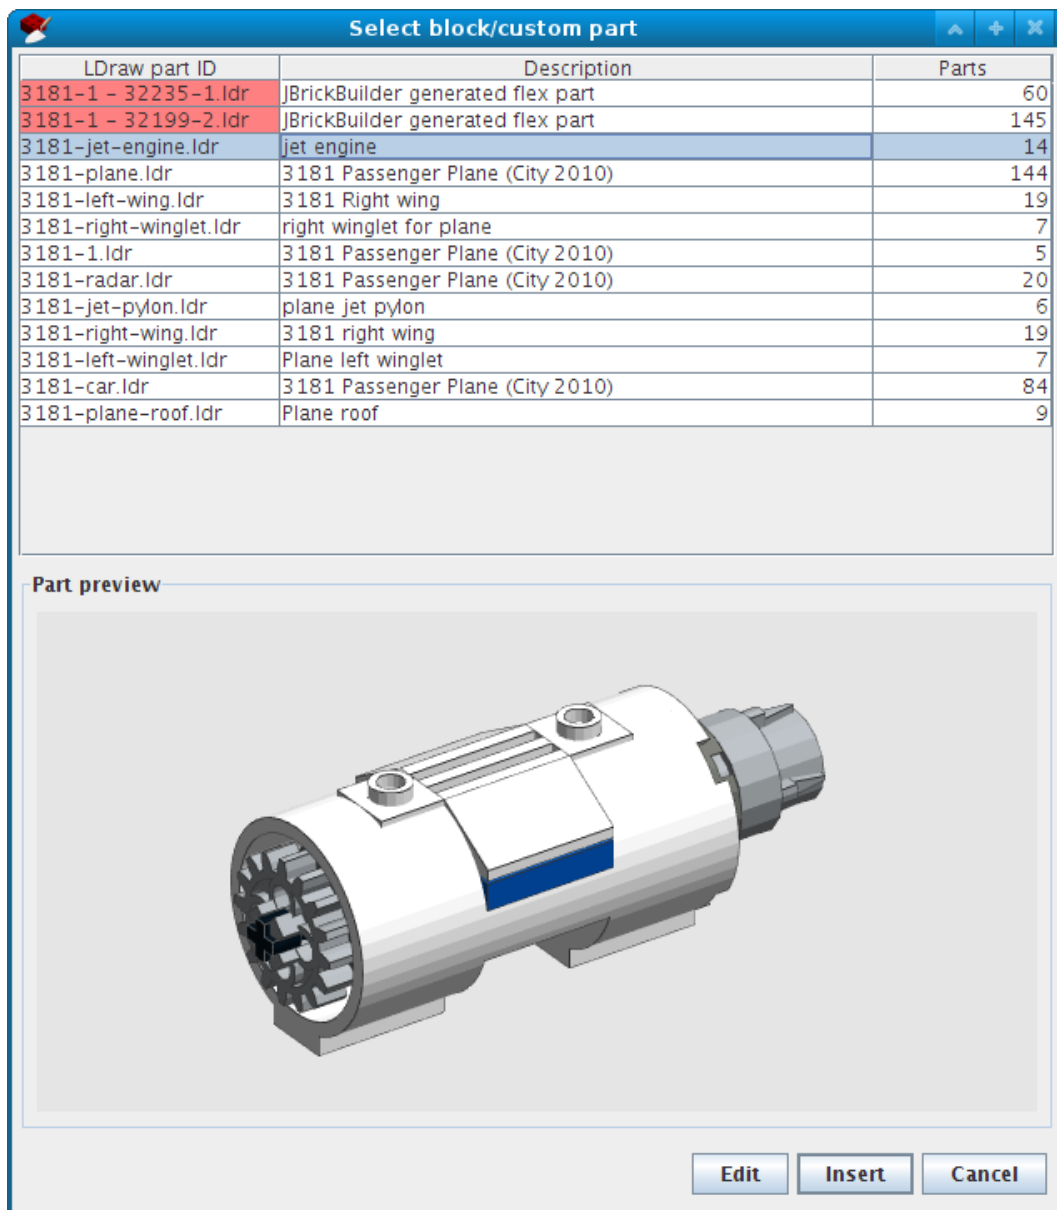 Select block/custom part
LDraw part ID Description Parts
3181-1 - 32235-1.ldr JBrickBuilder generated flex part 60
3181-1 - 32199-2.ldr JBrickBuilder generated flex part 145
3181-jet-engine.ldr jet engine 14
3181-plane.ldr 3181 Passenger Plane (City 2010) 144
3181-left-wing.ldr 3181 Right wing 19
3181-right-winglet.ldr right winglet for plane 7
3181-1.ldr 3181 Passenger Plane (City 2010) 5
3181-radar.ldr 3181 Passenger Plane (City 2010) 20
3181-jet-pylon.ldr plane jet pylon 6
3181-right-wing.ldr 3181 right wing 19
3181-left-winglet.ldr Plane left winglet 7
3181-car.ldr 3181 Passenger Plane (City 2010) 84
3181-plane-roof.ldr Plane roof 9
Part preview
Edit Insert Cancel